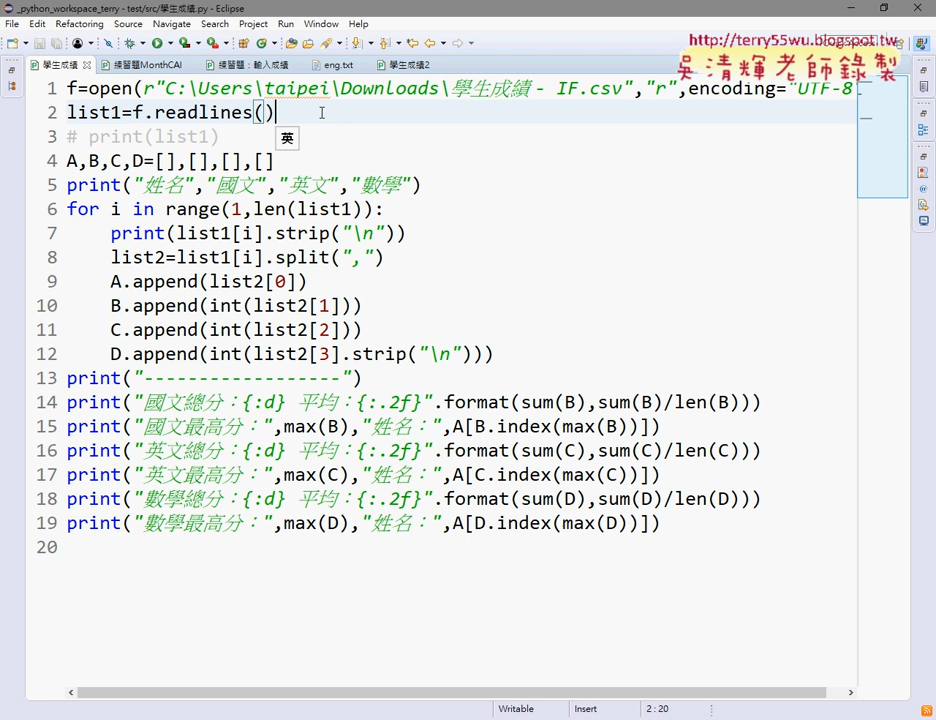 _python_workspace_terry - test/src/學生成績.py - Eclipse
File Edit Refactoring Source Navigate Search Project Run Window Help
http://terry55wu.blogspot.tw
吳清輝老師錄製
學生成績 練習題MonthCAl 練習題：輸入成績 eng.txt 學生成績2
1 f=open(r"C:\Users\taipei\Downloads\學生成績 - IF.csv","r",encoding="UTF-8
2 list1=f.readlines()
英
3 # print(list1)
4 A,B,C,D=[],[],[],[]
5 print("姓名","國文","英文","數學")
6 for i in range(1,len(list1)):
7 print(list1[i].strip("\n"))
8 list2=list1[i].split(",")
9 A.append(list2[0])
10 B.append(int(list2[1]))
11 C.append(int(list2[2]))
12 D.append(int(list2[3].strip("\n")))
13 print("------------------")
14 print("國文總分：{:d} 平均：{:.2f}".format(sum(B),sum(B)/len(B)))
15 print("國文最高分：",max(B),"姓名：",A[B.index(max(B))])
16 print("英文總分：{:d} 平均：{:.2f}".format(sum(C),sum(C)/len(C)))
17 print("英文最高分：",max(C),"姓名：",A[C.index(max(C))])
18 print("數學總分：{:d} 平均：{:.2f}".format(sum(D),sum(D)/len(D)))
19 print("數學最高分：",max(D),"姓名：",A[D.index(max(D))])
20
Writable Insert 2 : 20